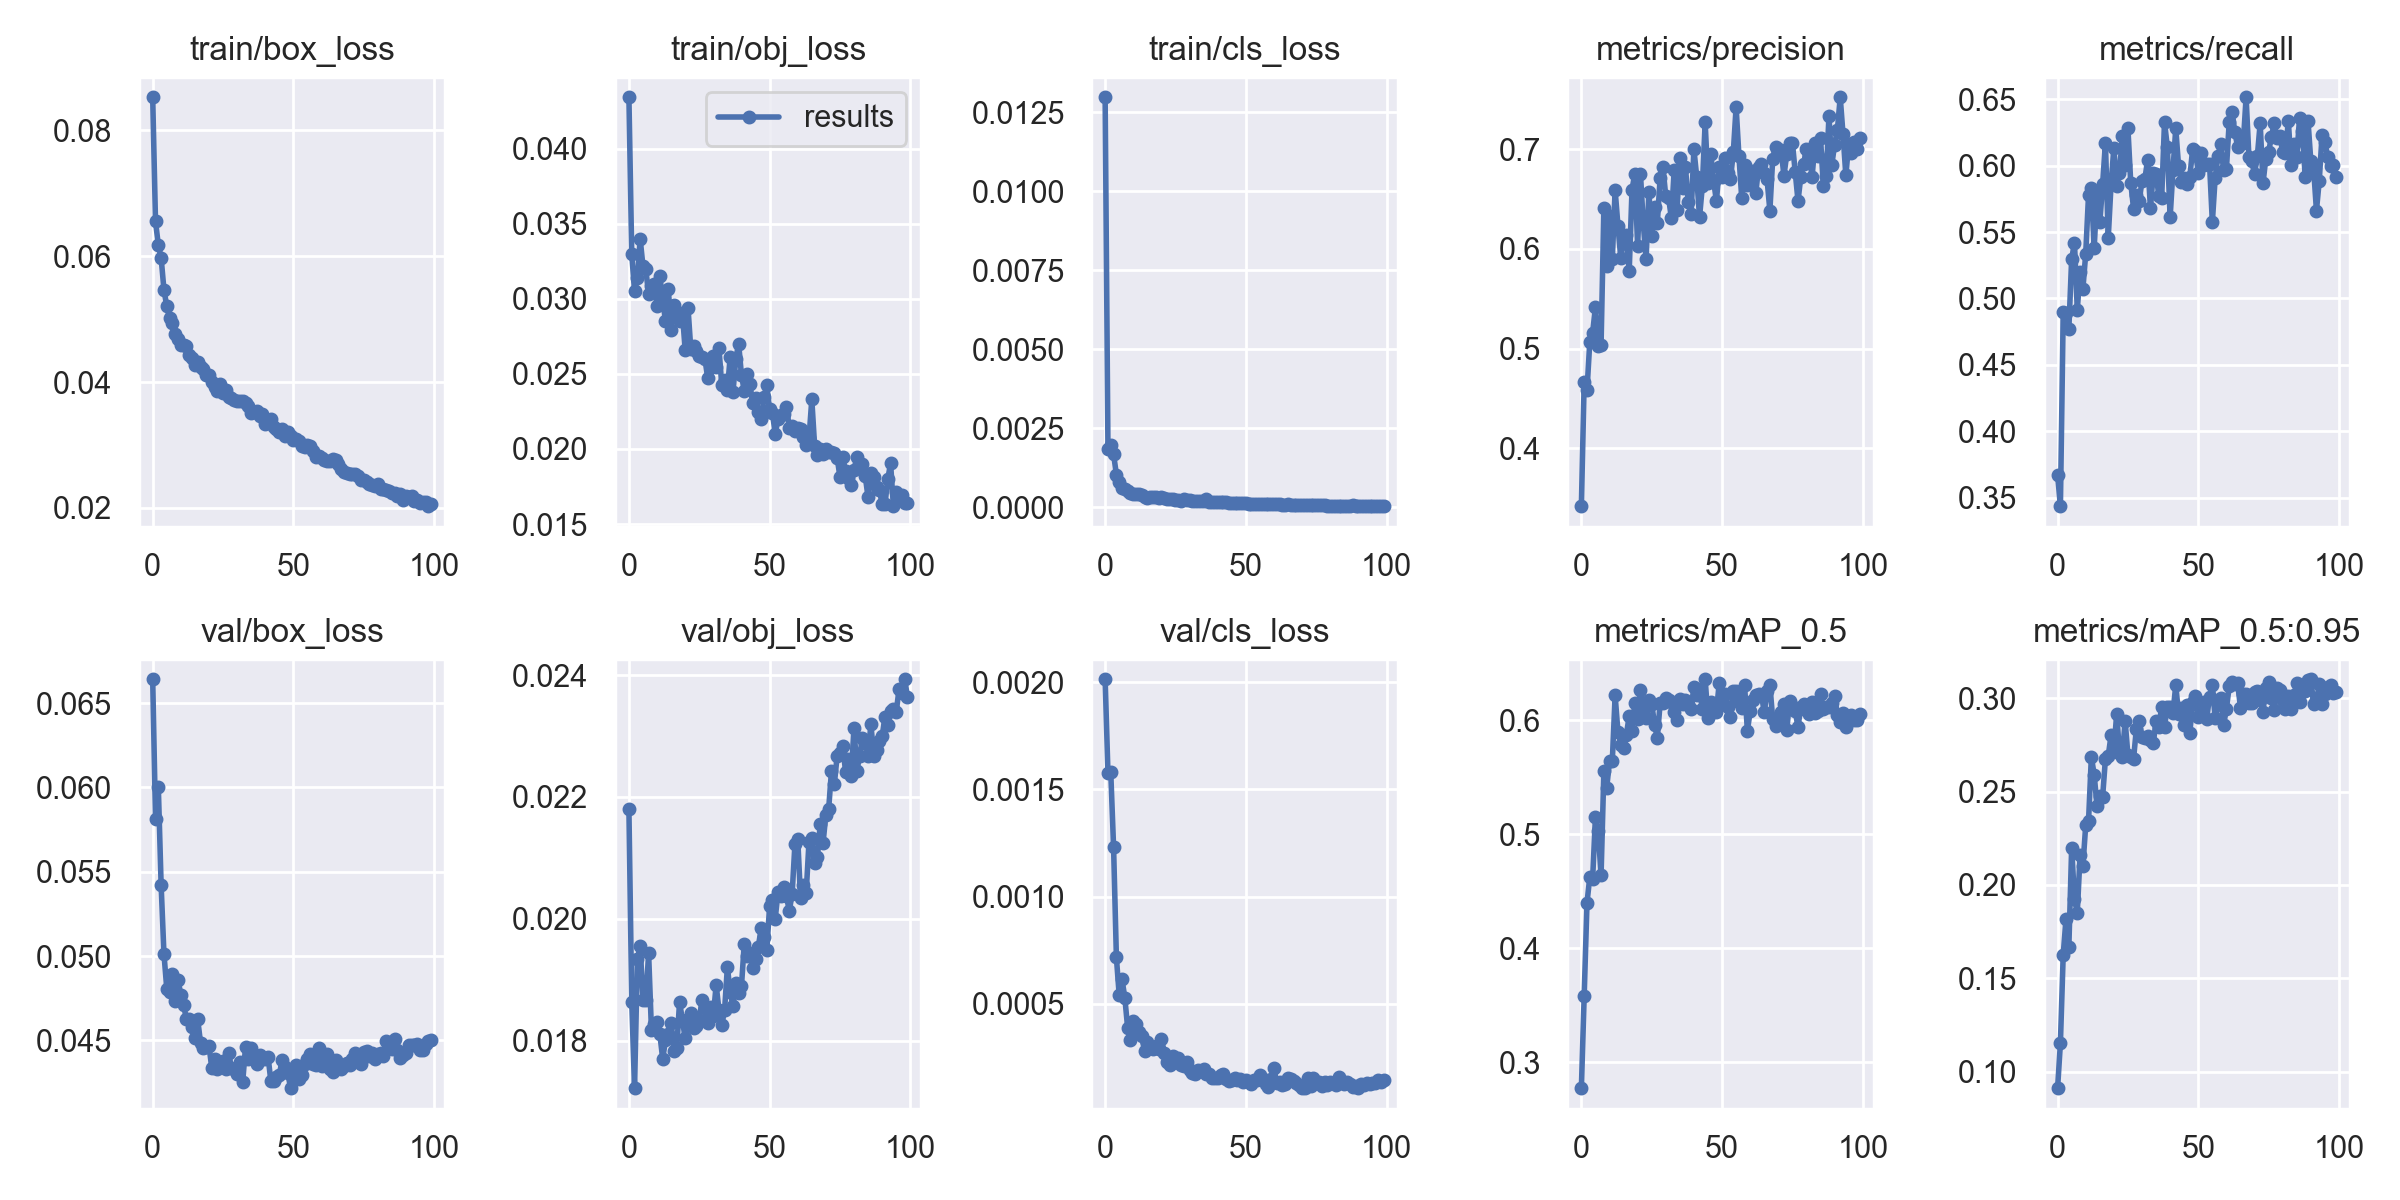 train/box_loss
0.08
0.06
0.04
0.02
0 50 100
train/obj_loss
results
0.040
0.035
0.030
0.025
0.020
0.015
0 50 100
train/cls_loss
0.0125
0.0100
0.0075
0.0050
0.0025
0.0000
0 50 100
metrics/precision
0.7
0.6
0.5
0.4
0 50 100
metrics/recall
0.65
0.60
0.55
0.50
0.45
0.40
0.35
0 50 100
val/box_loss
0.065
0.060
0.055
0.050
0.045
0 50 100
val/obj_loss
0.024
0.022
0.020
0.018
0 50 100
val/cls_loss
0.0020
0.0015
0.0010
0.0005
0 50 100
metrics/mAP_0.5
0.6
0.5
0.4
0.3
0 50 100
metrics/mAP_0.5:0.95
0.30
0.25
0.20
0.15
0.10
0 50 100